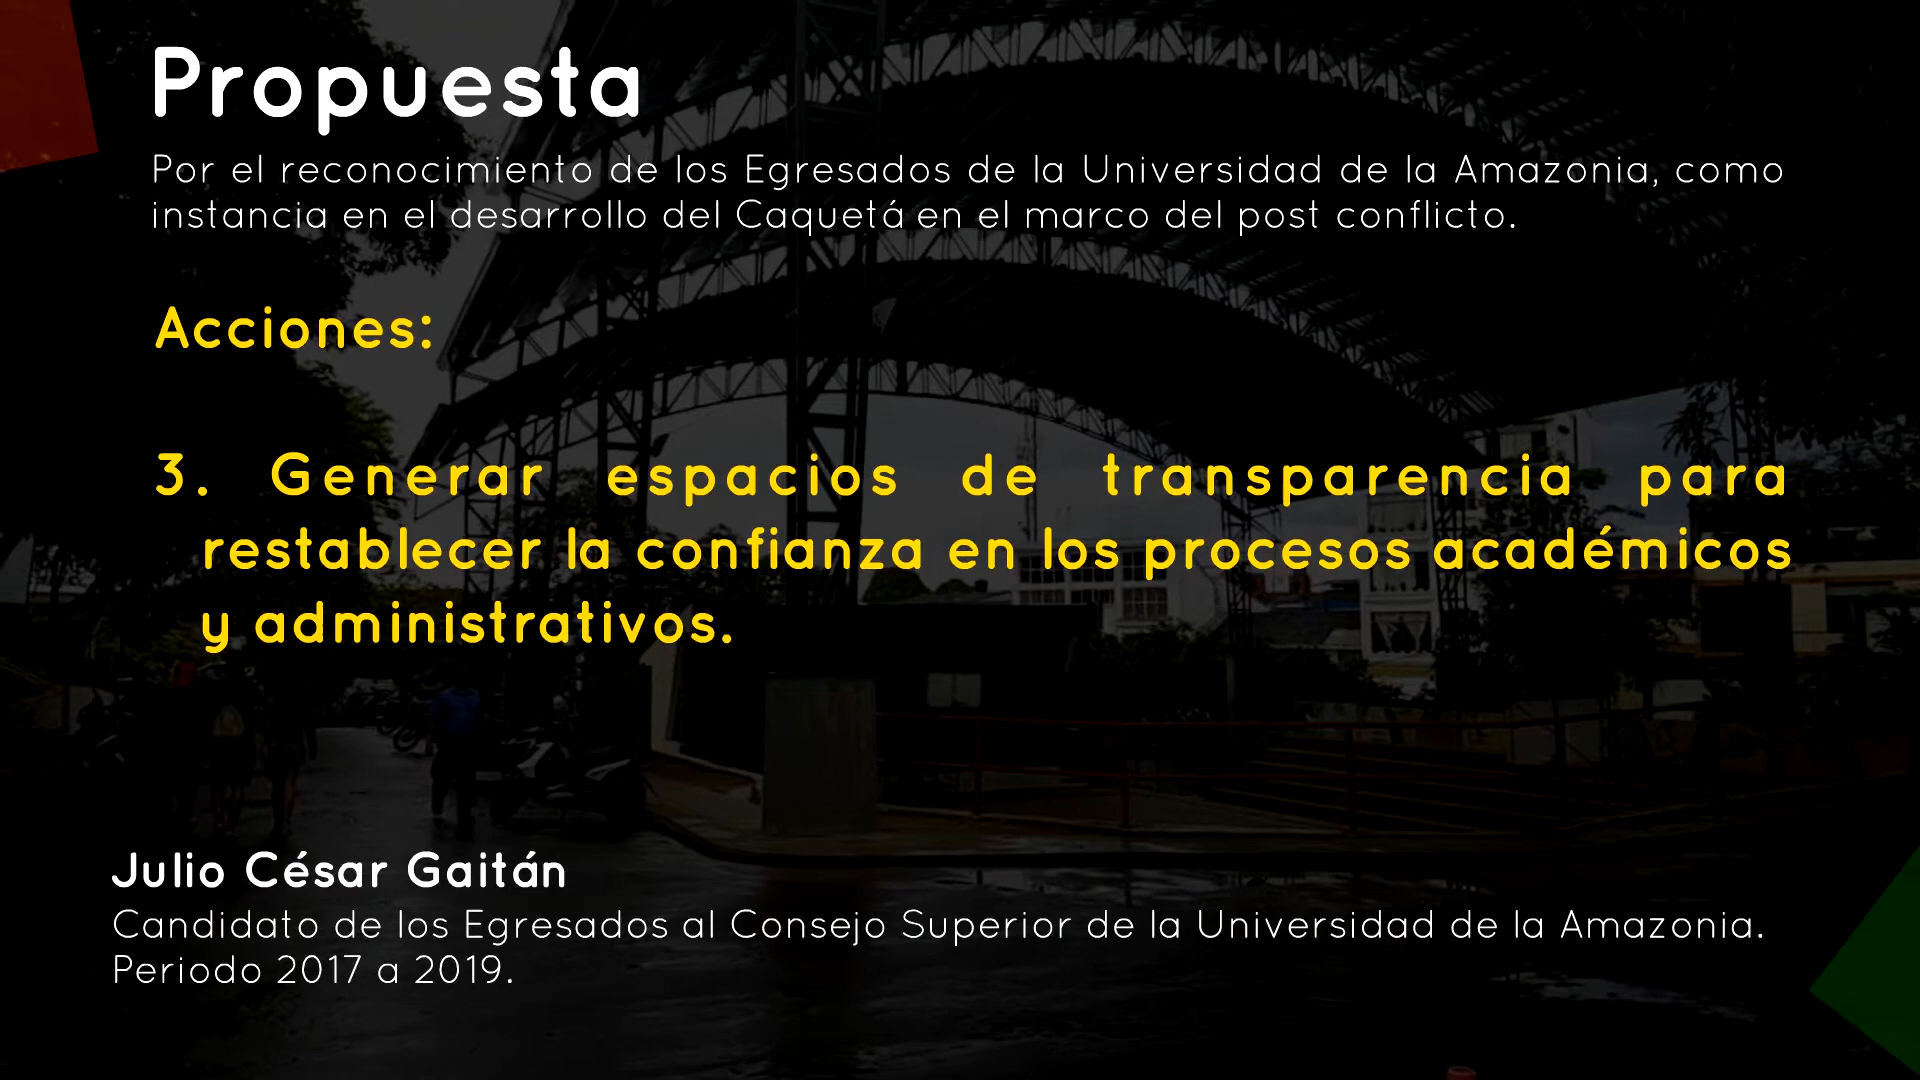 Propuesta
Por el reconocimiento de los Egresados de la Universidad de la Amazonia, como
instancia en el desarrollo del Caquetá en el marco del post conflicto.
Acciones:
3. Generar espacios de transparencia para
restablecer la confianza en los procesos académicos
y administrativos.
Julio César Gaitán
Candidato de los Egresados al Consejo Superior de la Universidad de la Amazonia.
Periodo 2017 a 2019.